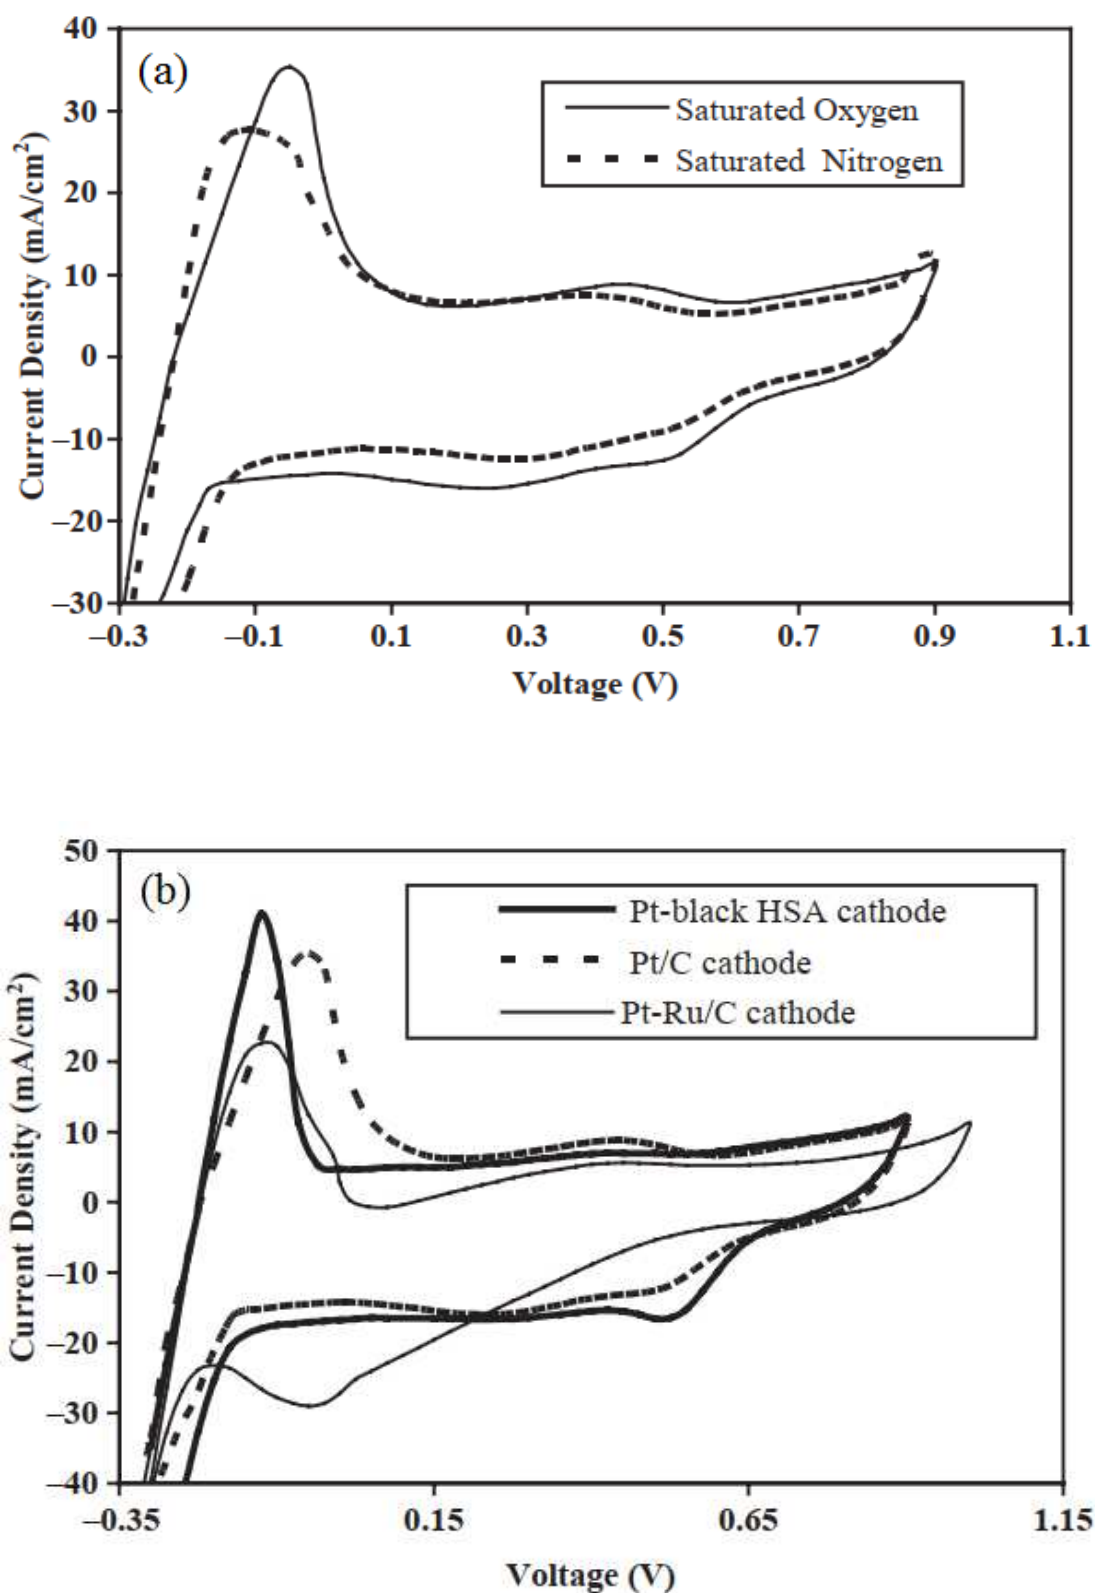 (a)
Saturated Oxygen
Saturated Nitrogen
Current Density (mA/cm²)
40
30
20
10
0
–10
–20
–30
–0.3 –0.1 0.1 0.3 0.5 0.7 0.9 1.1
Voltage (V)
(b)
Pt-black HSA cathode
Pt/C cathode
Pt-Ru/C cathode
Current Density (mA/cm²)
50
40
30
20
10
0
–10
–20
–30
–40
–0.35 0.15 0.65 1.15
Voltage (V)